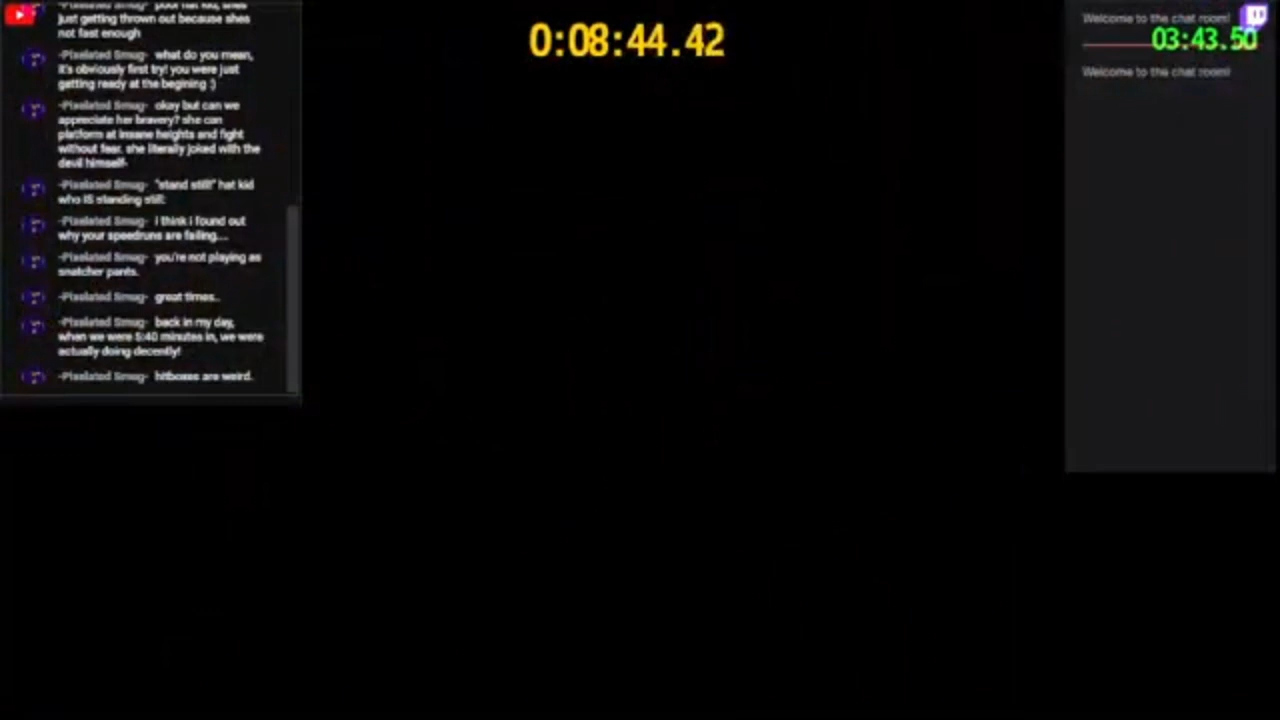 poor hat kid, shes
just getting thrown out because shes
not fast enough
-Pixelated Smug- what do you mean,
it's obviously first try! you were just
getting ready at the begining :)
-Pixelated Smug- okay but can we
appreciate her bravery? she can
platform at insane heights and fight
without fear. she literally joked with the
devil himself-
-Pixelated Smug- "stand still!" hat kid
who IS standing still:
-Pixelated Smug- i think i found out
why your speedruns are failing....
-Pixelated Smug- you're not playing as
snatcher pants.
-Pixelated Smug- great times..
-Pixelated Smug- back in my day,
when we were 5:40 minutes in, we were
actually doing decently!
-Pixelated Smug- hitboxes are weird.
0:08:44.42
Welcome to the chat room!
03:43.50
Welcome to the chat room!